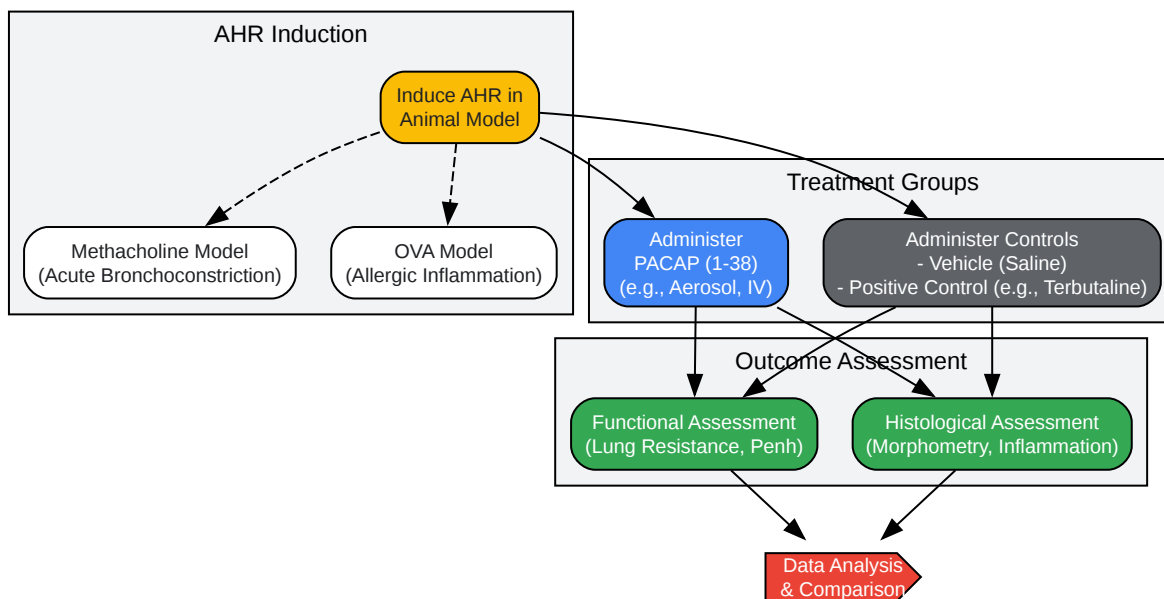 AHR Induction
Induce AHR in
Animal Model
Methacholine Model
(Acute Bronchoconstriction)
OVA Model
(Allergic Inflammation)
Treatment Groups
Administer
PACAP (1-38)
(e.g., Aerosol, IV)
Administer Controls
- Vehicle (Saline)
- Positive Control (e.g., Terbutaline)
Outcome Assessment
Functional Assessment
(Lung Resistance, Penh)
Histological Assessment
(Morphometry, Inflammation)
Data Analysis
& Comparison